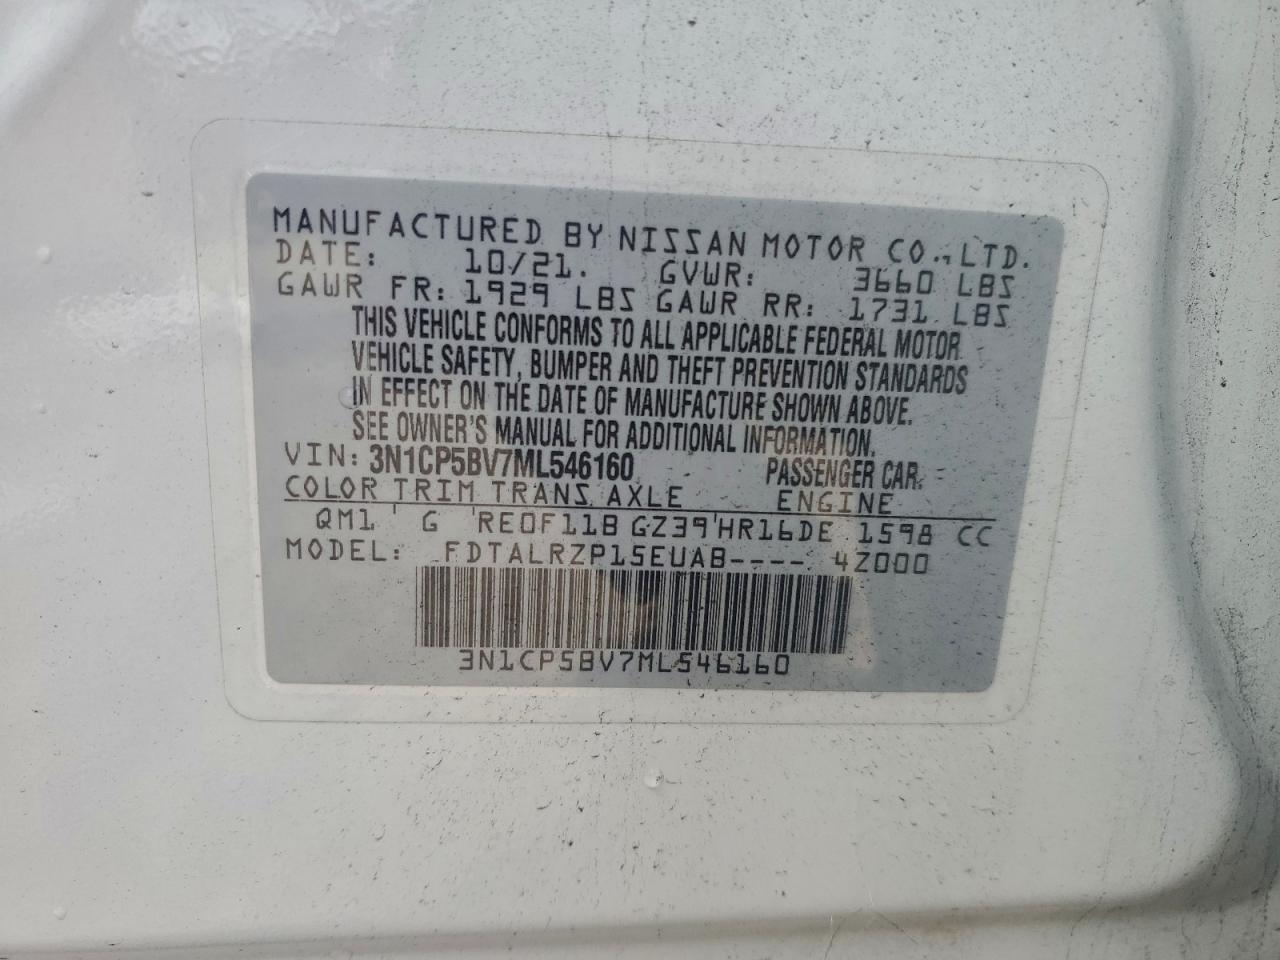 MANUFACTURED BY NISSAN MOTOR CO., LTD.
DATE: 10/21. GVWR: 3660 LBS
GAWR FR: 1929 LBS GAWR RR: 1731 LBS
THIS VEHICLE CONFORMS TO ALL APPLICABLE FEDERAL MOTOR
VEHICLE SAFETY, BUMPER AND THEFT PREVENTION STANDARDS
IN EFFECT ON THE DATE OF MANUFACTURE SHOWN ABOVE.
SEE OWNER'S MANUAL FOR ADDITIONAL INFORMATION.
VIN: 3N1CP5BV7ML546160 PASSENGER CAR
COLOR TRIM TRANS AXLE ENGINE
QM1 ' G ' RE0F11B GZ39 ' HR16DE 1598 CC
MODEL: FDTALRZP15EUAB---- 4Z000
3N1CP5BV7ML546160